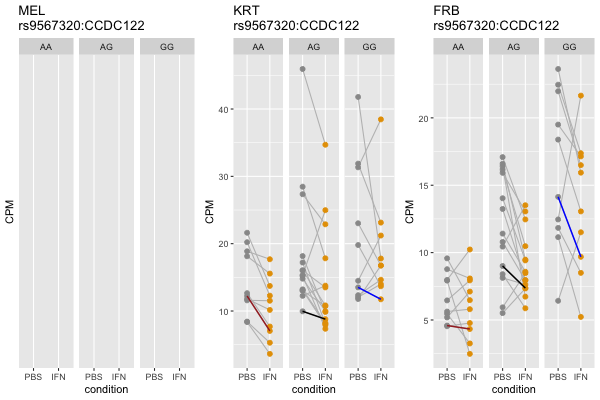 MEL
rs9567320:CCDC122
AA AG GG
CPM
PBS IFN PBS IFN PBS IFN
condition
KRT
rs9567320:CCDC122
AA AG GG
CPM
40
30
20
10
PBS IFN PBS IFN PBS IFN
condition
FRB
rs9567320:CCDC122
AA AG GG
CPM
20
15
10
5
PBS IFN PBS IFN PBS IFN
condition